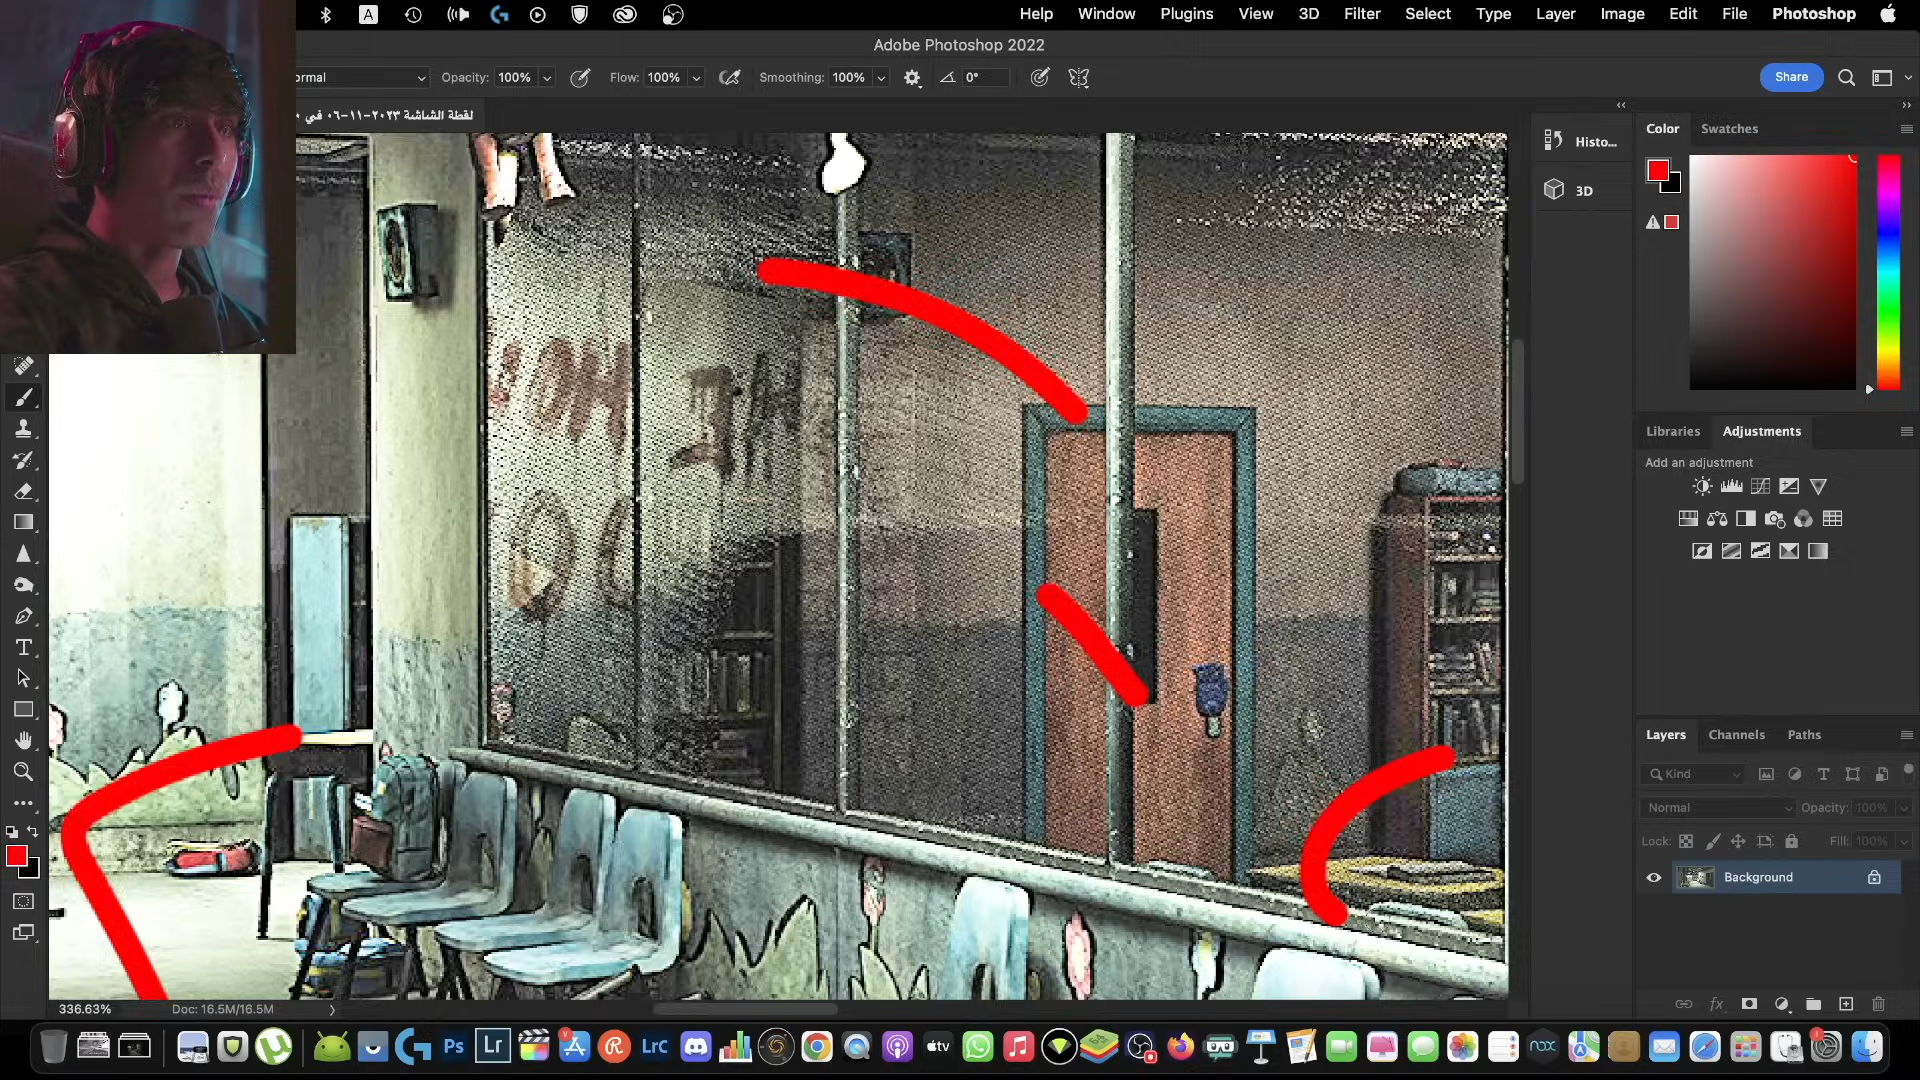 A
Help Window Plugins View 3D Filter Select Type Layer Image Edit File Photoshop
Adobe Photoshop 2022
Opacity: 100% Flow: 100% Smoothing: 100% 0°
Share
لقطة الشاشة ٢٠٢٣-١١-٠٦ في
Histo...
3D
Color Swatches
Libraries Adjustments
Add an adjustment
Layers Channels Paths
Kind
Normal Opacity: 100%
Lock: Fill: 100%
Background
fx
336.63% Doc: 16.5M/16.5M
Ps Lr LrC tv nox